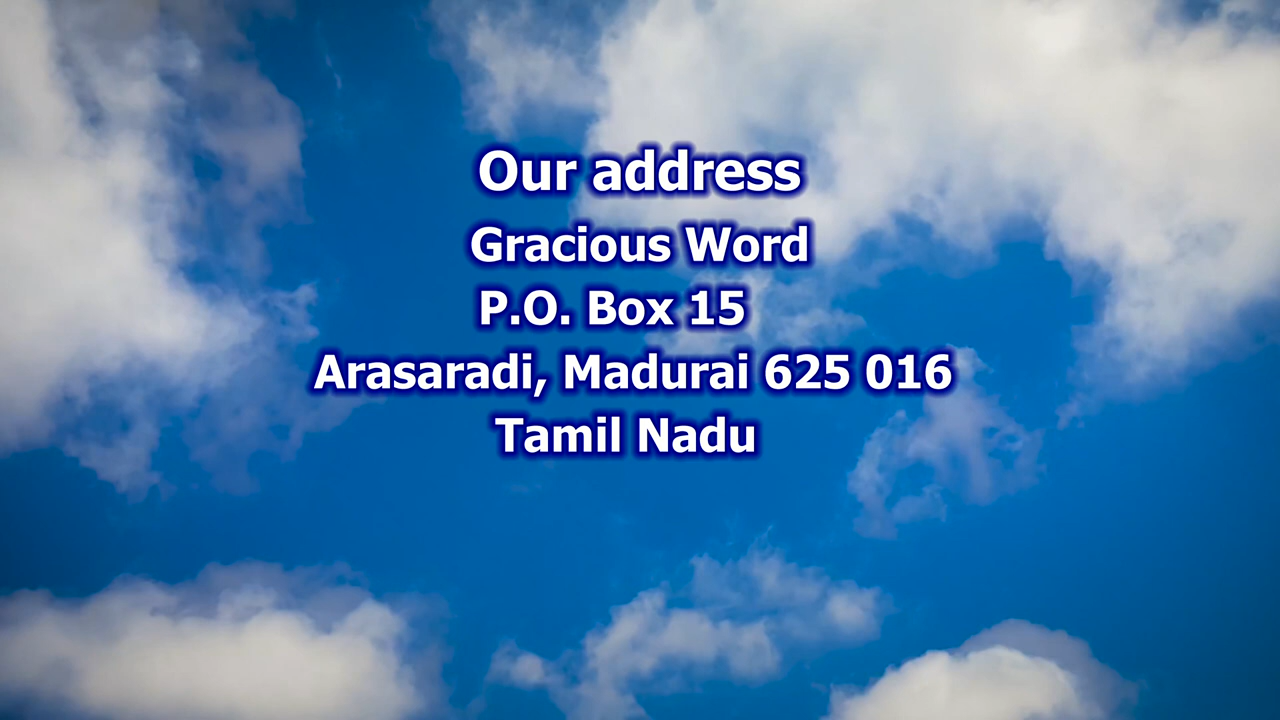 Our address
Gracious Word
P.O. Box 15
Arasaradi, Madurai 625 016
Tamil Nadu